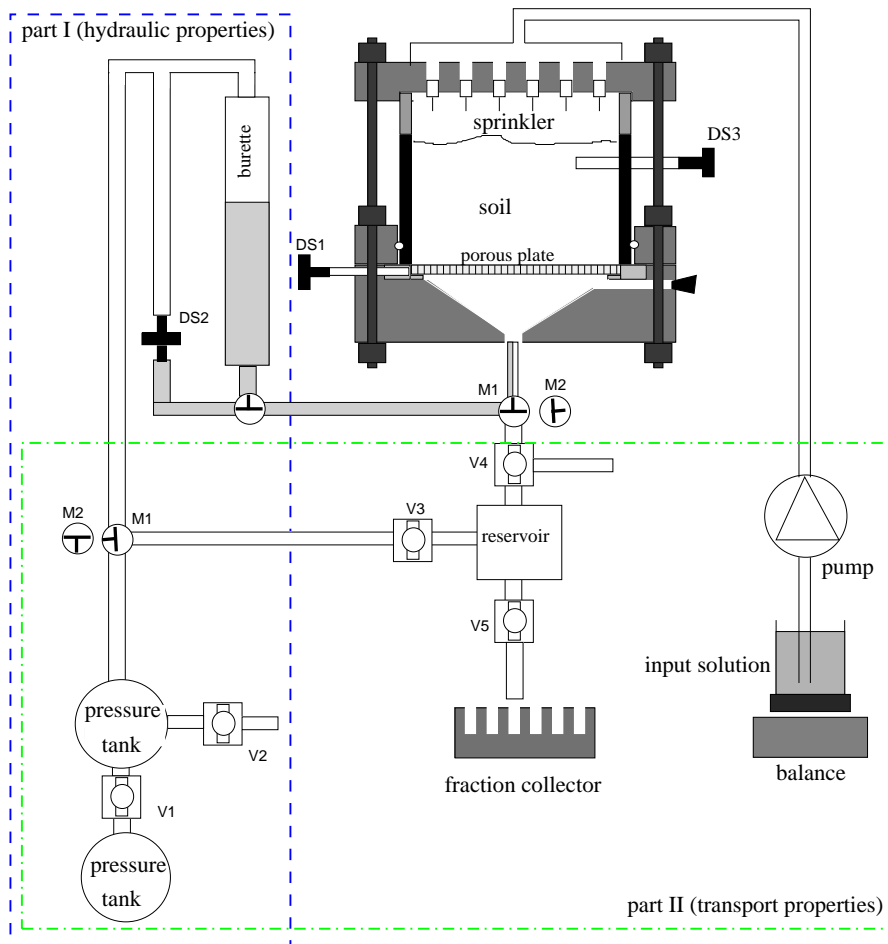 part I (hydraulic properties)
burette
sprinkler
DS3
soil
DS1
porous plate
DS2
M1
M2
V4
M2
M1
V3
reservoir
pump
V5
input solution
pressure
tank
V2
fraction collector
balance
V1
pressure
tank
part II (transport properties)